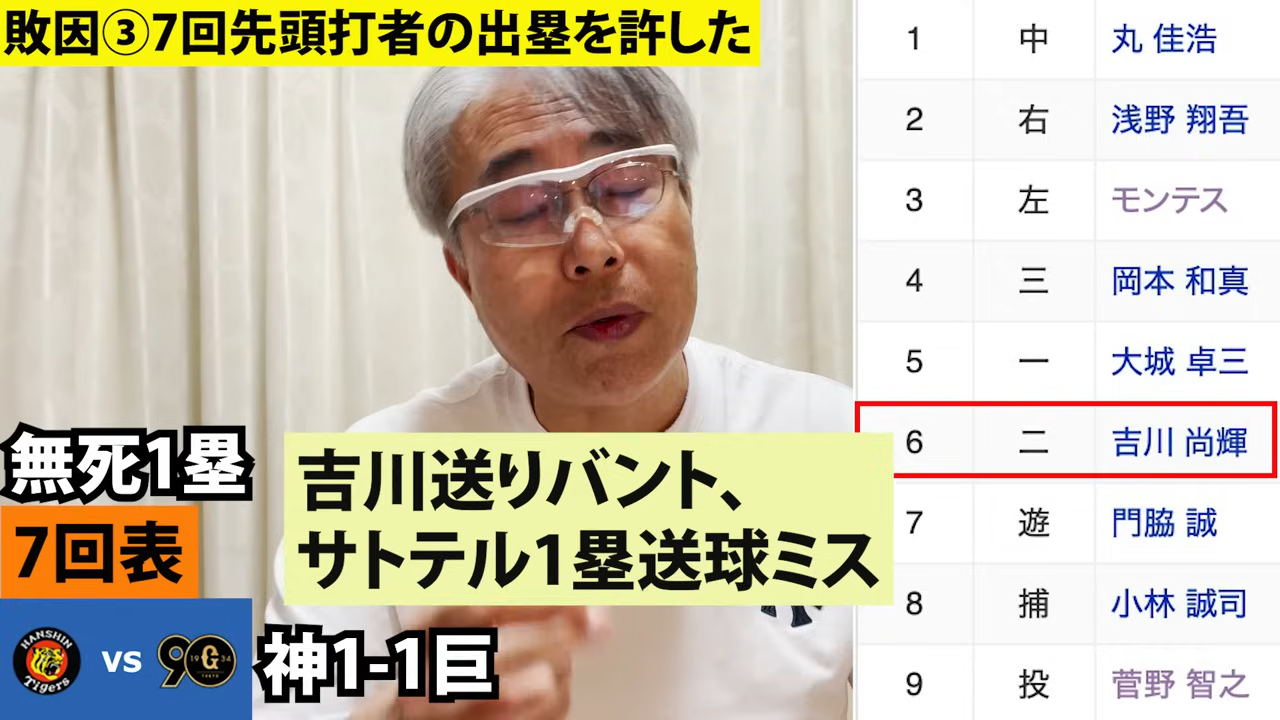 敗因③7回先頭打者の出塁を許した
1 中 丸 佳浩
2 右 浅野 翔吾
3 左 モンテス
4 三 岡本 和真
5 一 大城 卓三
6 二 吉川 尚輝
7 遊 門脇 誠
8 捕 小林 誠司
9 投 菅野 智之
無死1塁
7回表
吉川送りバント、
サトテル1塁送球ミス
HANSHIN
Tigers
vs
90
19 G 34
TOKYO
神1-1巨